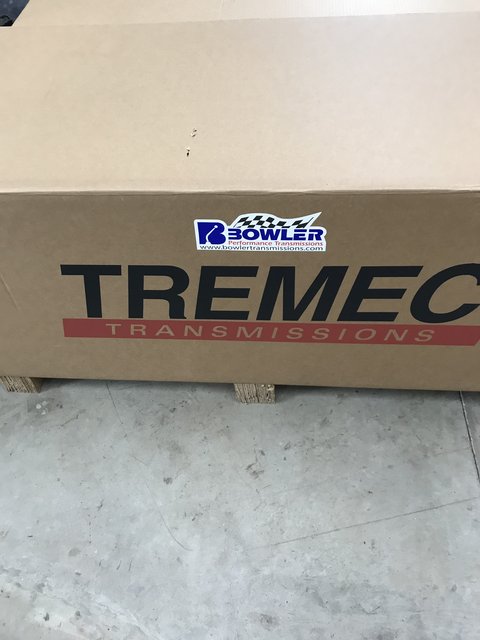 BOWLER
Performance Transmissions
www.bowlertransmissions.com
TREMEC
TRANSMISSIONS